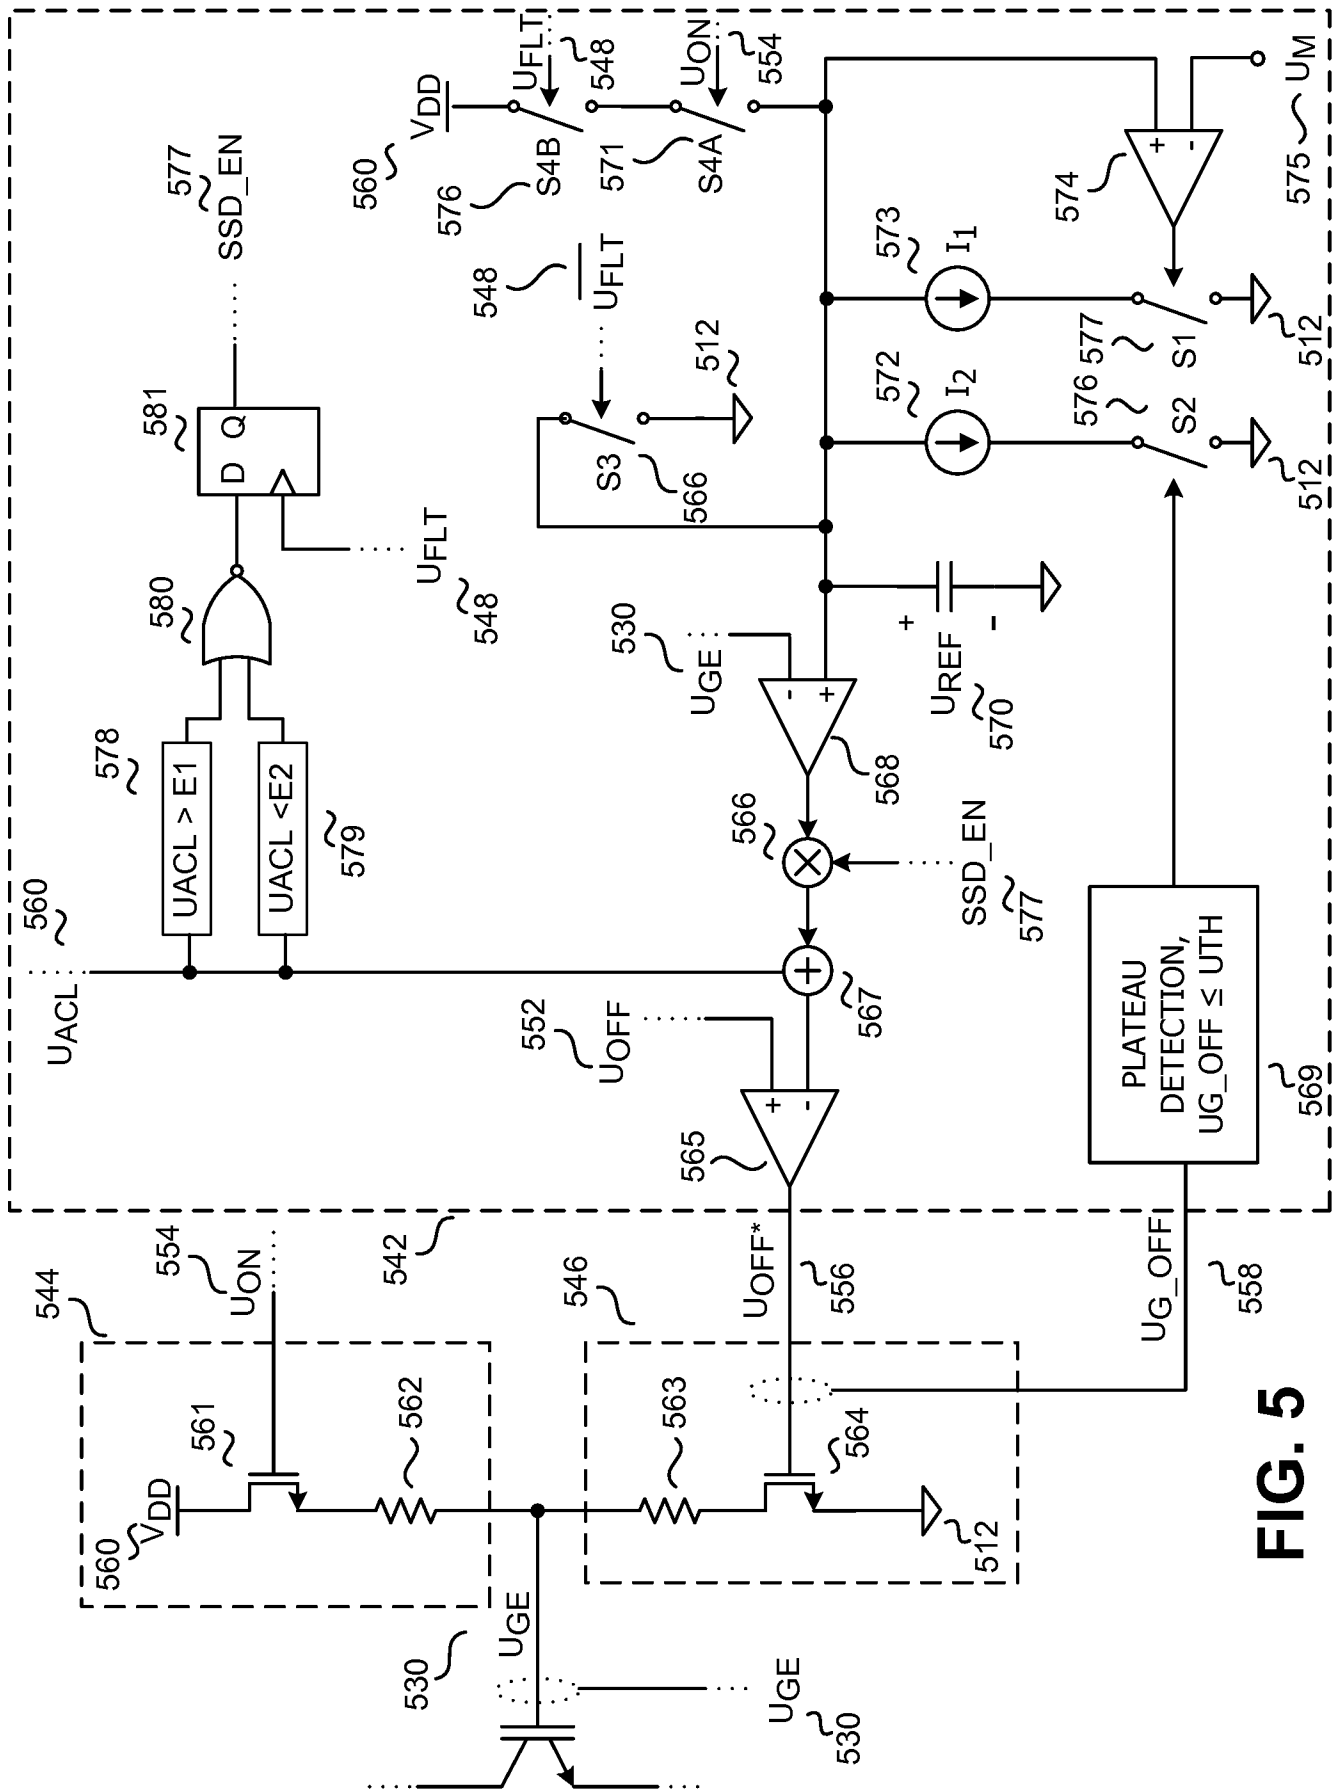 544
554
UON
VDD
560
561
562
UGE
530
UGE
530
546
563
564
512
UOFF*
556
UG_OFF
558
542
UACL
560
UACL > E1
578
UACL <E2
579
580
D Q
581
SSD_EN
577
UFLT
548
552
UOFF
565
+
-
567
+
566
×
SSD_EN
577
568
-
+
UGE
530
UREF
570
+
-
S3
566
UFLT
548
512
VDD
560
S4B
576
UFLT
548
S4A
571
UON
554
I2
572
I1
573
S2
576
S1
577
512
512
574
+
-
UM
575
PLATEAU
DETECTION,
UG_OFF ≤ UTH
569
FIG. 5